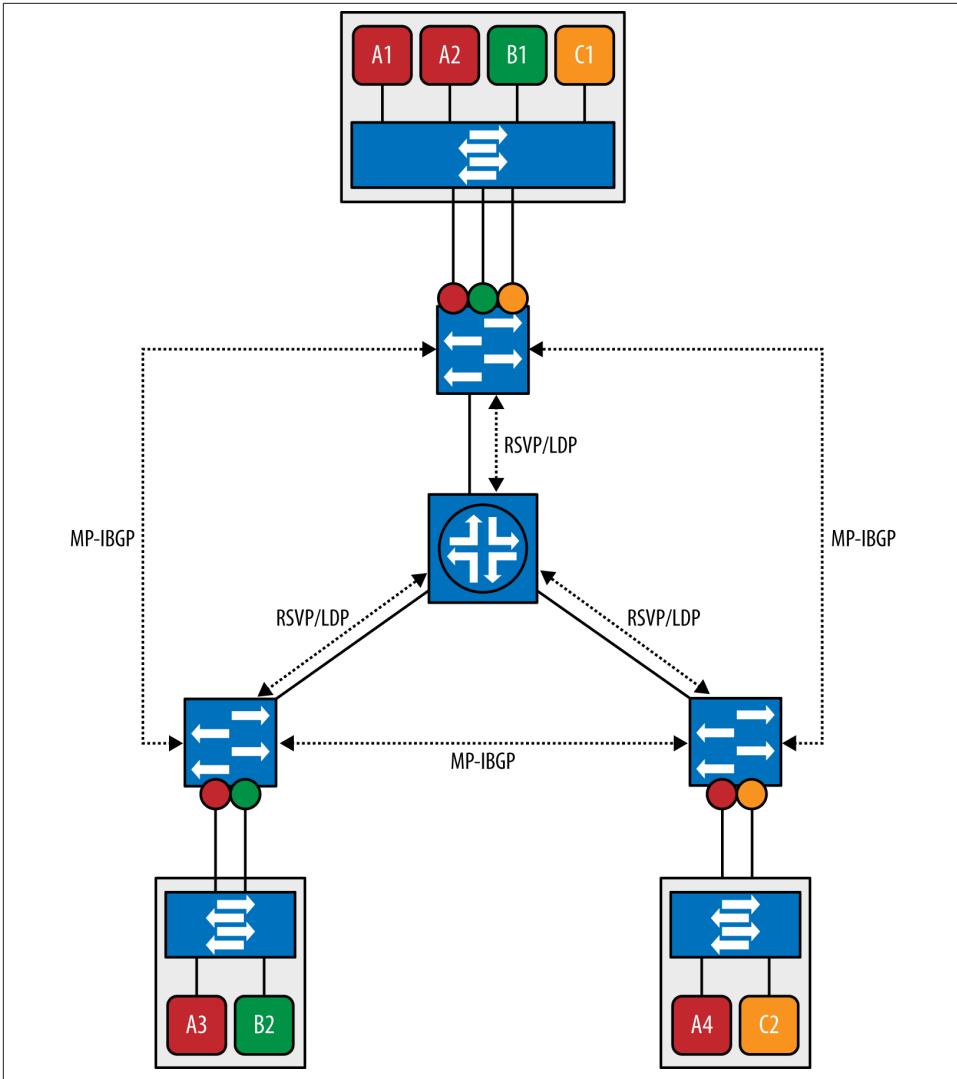 A1 A2 B1 C1
RSVP/LDP
MP-IBGP
MP-IBGP
RSVP/LDP
RSVP/LDP
MP-IBGP
A3 B2
A4 C2